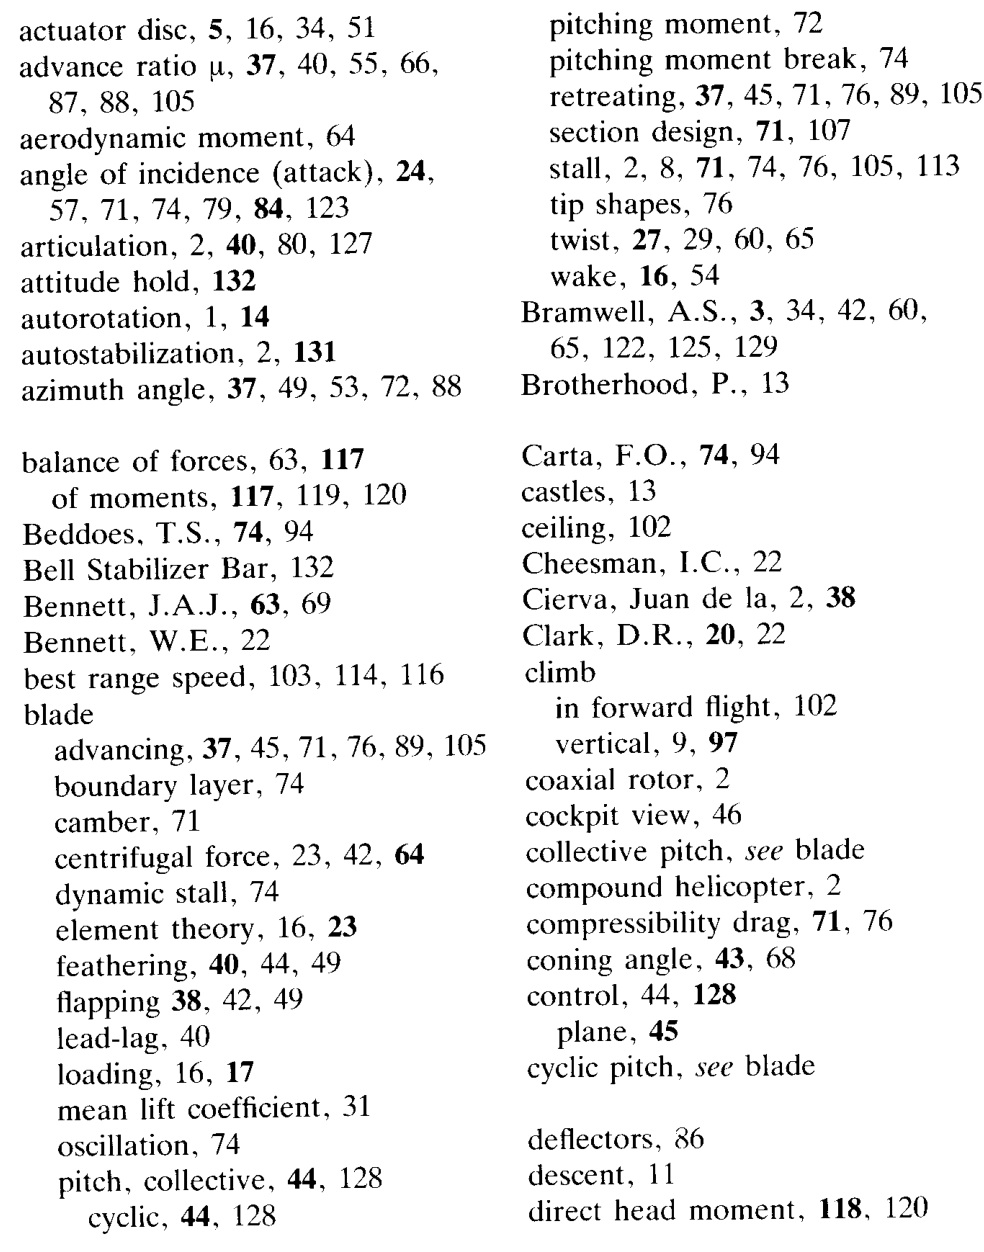 actuator disc, 5, 16, 34, 51
advance ratio μ, 37, 40, 55, 66,
87, 88, 105
aerodynamic moment, 64
angle of incidence (attack), 24,
57, 71, 74, 79, 84, 123
articulation, 2, 40, 80, 127
attitude hold, 132
autorotation, 1, 14
autostabilization, 2, 131
azimuth angle, 37, 49, 53, 72, 88
balance of forces, 63, 117
of moments, 117, 119, 120
Beddoes, T.S., 74, 94
Bell Stabilizer Bar, 132
Bennett, J.A.J., 63, 69
Bennett, W.E., 22
best range speed, 103, 114, 116
blade
advancing, 37, 45, 71, 76, 89, 105
boundary layer, 74
camber, 71
centrifugal force, 23, 42, 64
dynamic stall, 74
element theory, 16, 23
feathering, 40, 44, 49
flapping 38, 42, 49
lead-lag, 40
loading, 16, 17
mean lift coefficient, 31
oscillation, 74
pitch, collective, 44, 128
cyclic, 44, 128
pitching moment, 72
pitching moment break, 74
retreating, 37, 45, 71, 76, 89, 105
section design, 71, 107
stall, 2, 8, 71, 74, 76, 105, 113
tip shapes, 76
twist, 27, 29, 60, 65
wake, 16, 54
Bramwell, A.S., 3, 34, 42, 60,
65, 122, 125, 129
Brotherhood, P., 13
Carta, F.O., 74, 94
castles, 13
ceiling, 102
Cheesman, I.C., 22
Cierva, Juan de la, 2, 38
Clark, D.R., 20, 22
climb
in forward flight, 102
vertical, 9, 97
coaxial rotor, 2
cockpit view, 46
collective pitch, see blade
compound helicopter, 2
compressibility drag, 71, 76
coning angle, 43, 68
control, 44, 128
plane, 45
cyclic pitch, see blade
deflectors, 86
descent, 11
direct head moment, 118, 120